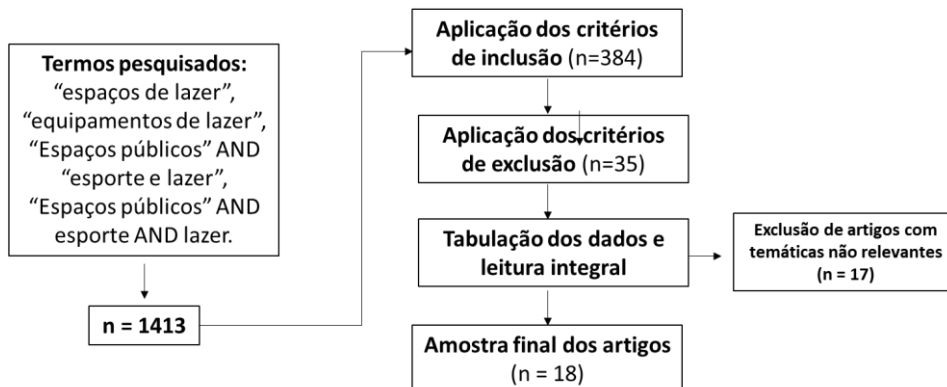 Termos pesquisados:
“espaços de lazer”,
“equipamentos de lazer”,
“Espaços públicos” AND
“esporte e lazer”,
“Espaços públicos” AND
esporte AND lazer.
n = 1413
Aplicação dos critérios
de inclusão (n=384)
Aplicação dos critérios
de exclusão (n=35)
Tabulação dos dados e
leitura integral
Exclusão de artigos com
temáticas não relevantes
(n = 17)
Amostra final dos artigos
(n = 18)